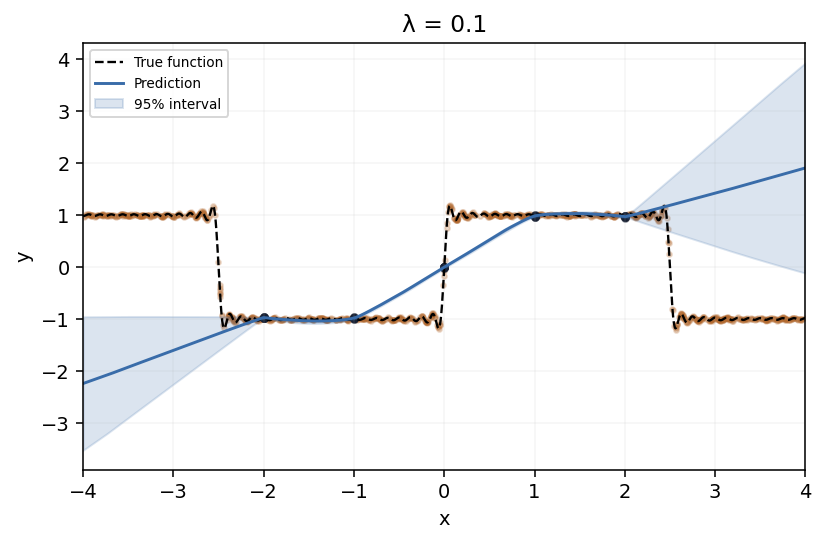 λ = 0.1
True function
Prediction
95% interval
y
4
3
2
1
0
−1
−2
−3
−4 −3 −2 −1 0 1 2 3 4
x